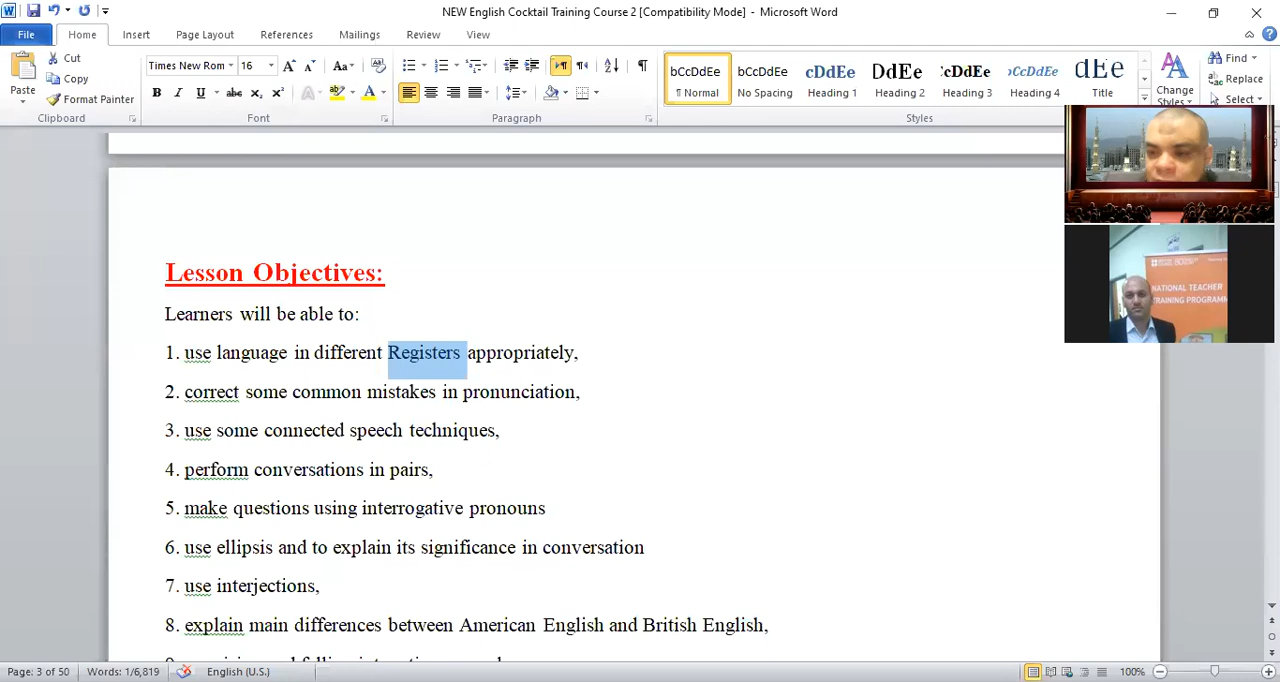 NEW English Cocktail Training Course 2 [Compatibility Mode] - Microsoft Word
File Home Insert Page Layout References Mailings Review View
Paste
Cut
Copy
Format Painter
Clipboard
Times New Rom 16
Font
Paragraph
bCcDdEe bCcDdEe cDdEe DdEe :cDdEe »cCcDdEe dEe
¶ Normal No Spacing Heading 1 Heading 2 Heading 3 Heading 4 Title
Change Styles
Styles
Find
Replace
Select
NATIONAL TEACHER
TRAINING PROGRAMM
Lesson Objectives:
Learners will be able to:
1. use language in different Registers appropriately,
2. correct some common mistakes in pronunciation,
3. use some connected speech techniques,
4. perform conversations in pairs,
5. make questions using interrogative pronouns
6. use ellipsis and to explain its significance in conversation
7. use interjections,
8. explain main differences between American English and British English,
Page: 3 of 50 Words: 1/6,819 English (U.S.) 100%